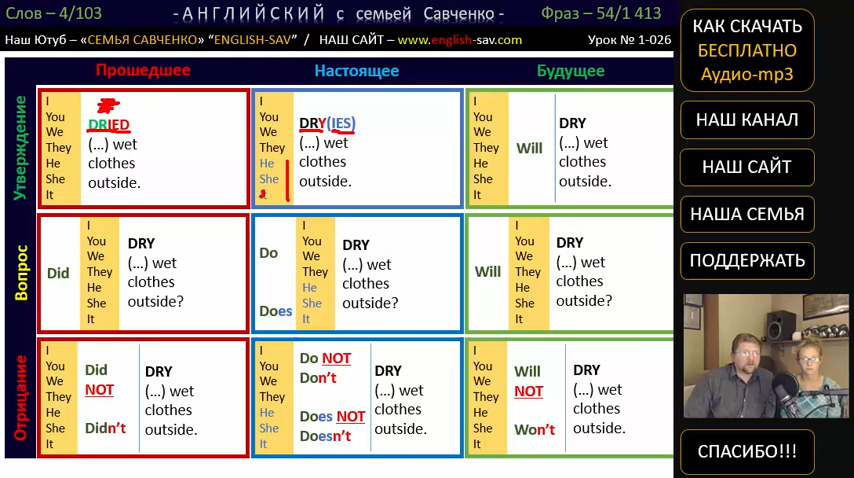 Слов – 4/103
- АНГЛИЙСКИЙ с семьей Савченко -
Фраз – 54/1 413
Наш Ютуб – «СЕМЬЯ САВЧЕНКО» "ENGLISH-SAV" / НАШ САЙТ – www.english-sav.com
Урок № 1-026
Прошедшее
Настоящее
Будущее
Утверждение
I
You
We
They
He
She
It
DRIED
(...) wet
clothes
outside.
I
You
We
They
He
She
It
DRY(IES)
(...) wet
clothes
outside.
I
You
We
They
He
She
It
Will
DRY
(...) wet
clothes
outside.
Вопрос
Did
I
You
We
They
He
She
It
DRY
(...) wet
clothes
outside?
Do
Does
I
You
We
They
He
She
It
DRY
(...) wet
clothes
outside?
Will
I
You
We
They
He
She
It
DRY
(...) wet
clothes
outside?
Отрицание
I
You
We
They
He
She
It
Did
NOT
Didn't
DRY
(...) wet
clothes
outside.
I
You
We
They
He
She
It
Do NOT
Don't
Does NOT
Doesn't
DRY
(...) wet
clothes
outside.
I
You
We
They
He
She
It
Will
NOT
Won't
DRY
(...) wet
clothes
outside.
КАК СКАЧАТЬ
БЕСПЛАТНО
Аудио-mp3
НАШ КАНАЛ
НАШ САЙТ
НАША СЕМЬЯ
ПОДДЕРЖАТЬ
СПАСИБО!!!